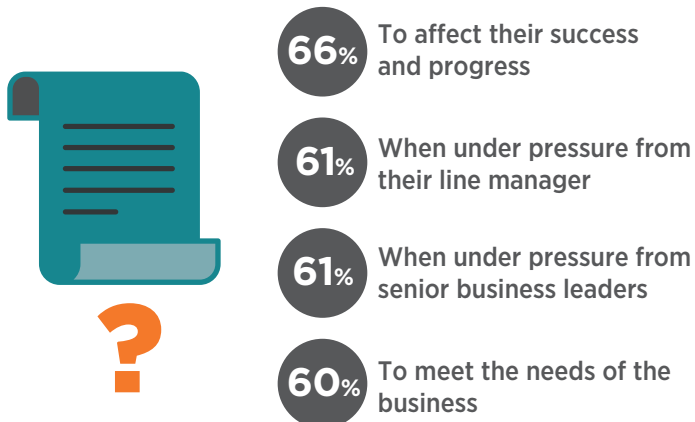 66%
To affect their success
and progress
61%
When under pressure from
their line manager
61%
When under pressure from
senior business leaders
?
60%
To meet the needs of the
business